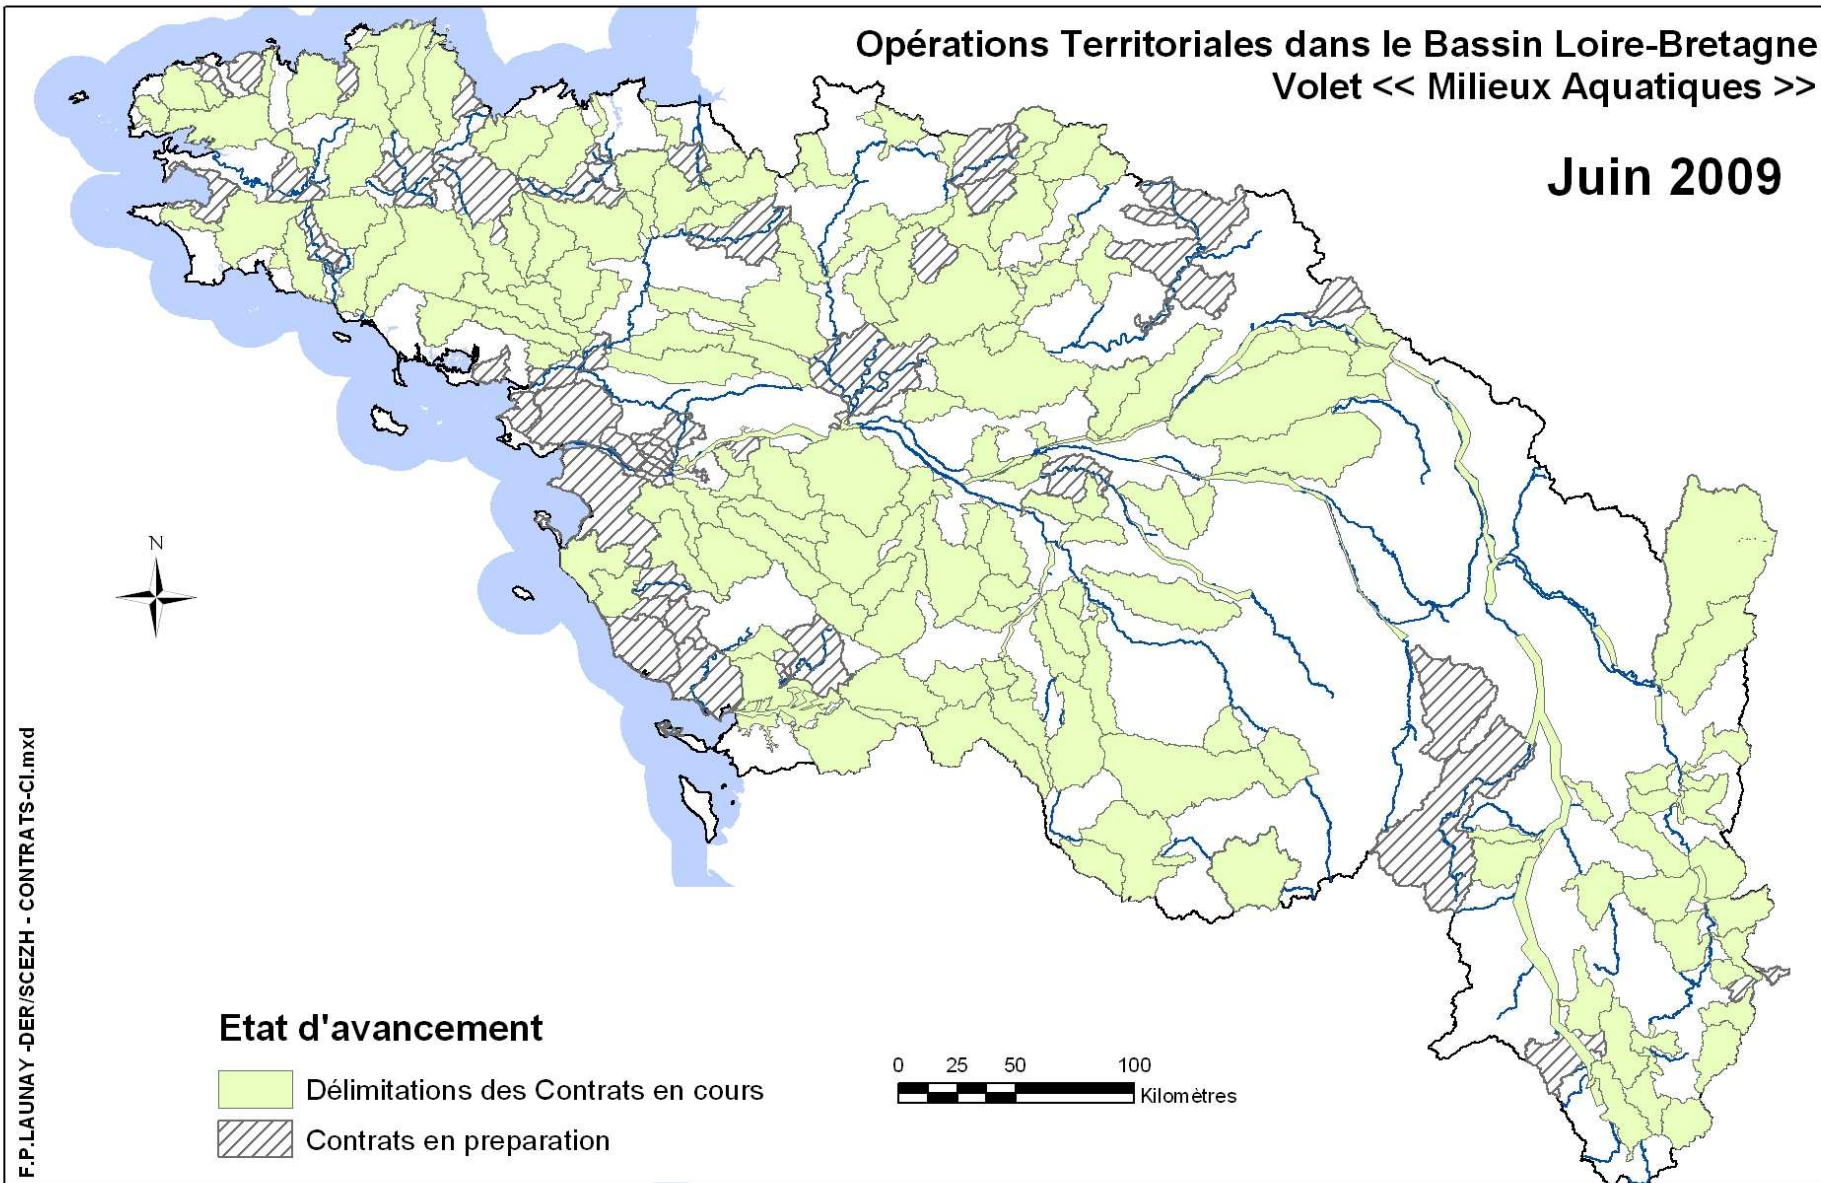 Opérations Territoriales dans le Bassin Loire-Bretagne
Volet << Milieux Aquatiques >>
Juin 2009
N
F.P.LAUNAY -DER/SCEZH - CONTRATS-CI.mxd
Etat d'avancement
Délimitations des Contrats en cours
Contrats en preparation
0 25 50 100
Kilomètres